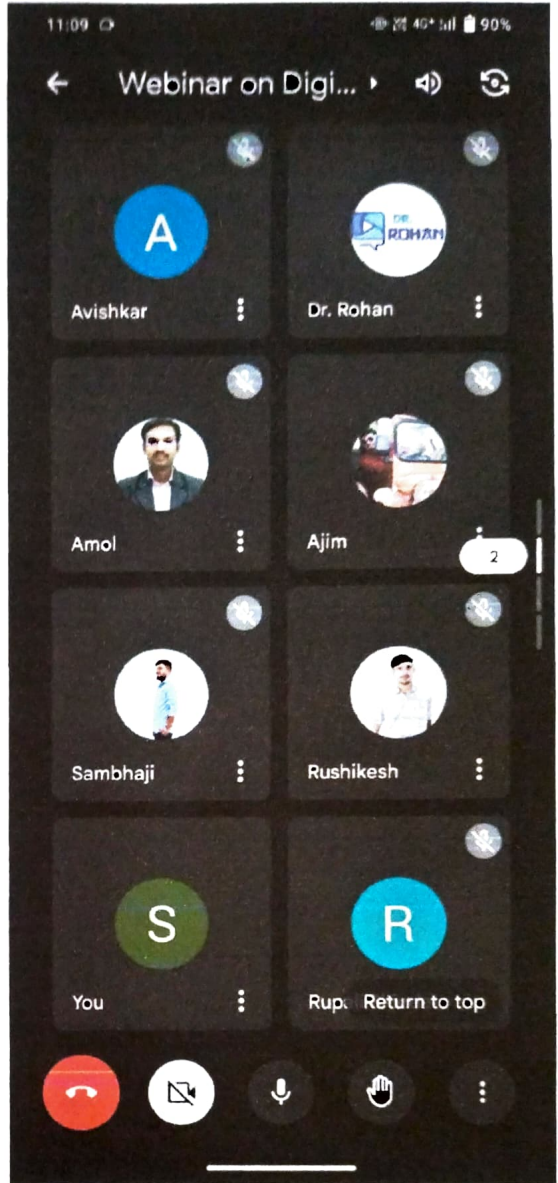 11:09 4G+ 90%
Webinar on Digi...
A
DR.
ROHAN
Avishkar
Dr. Rohan
Amol
Ajim
2
Sambhaji
Rushikesh
S
R
You
Return to top